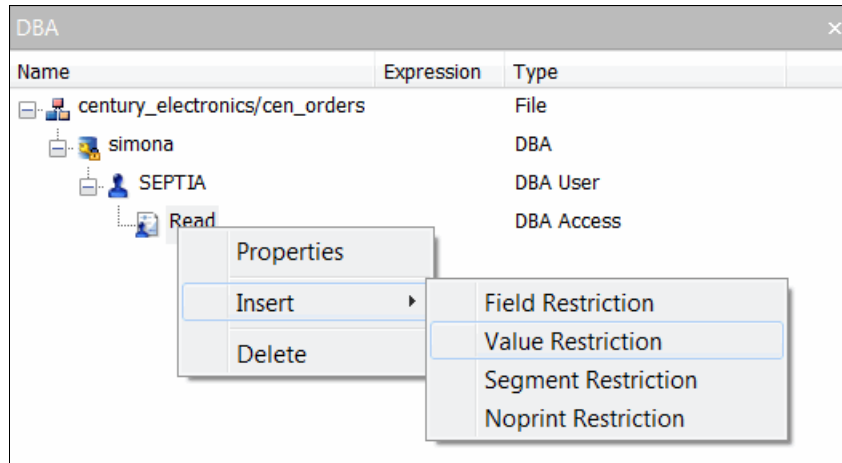 DBA
Name Expression Type
century_electronics/cen_orders File
simona DBA
SEPTIA DBA User
Read DBA Access
Properties
Insert
Delete
Field Restriction
Value Restriction
Segment Restriction
Noprint Restriction